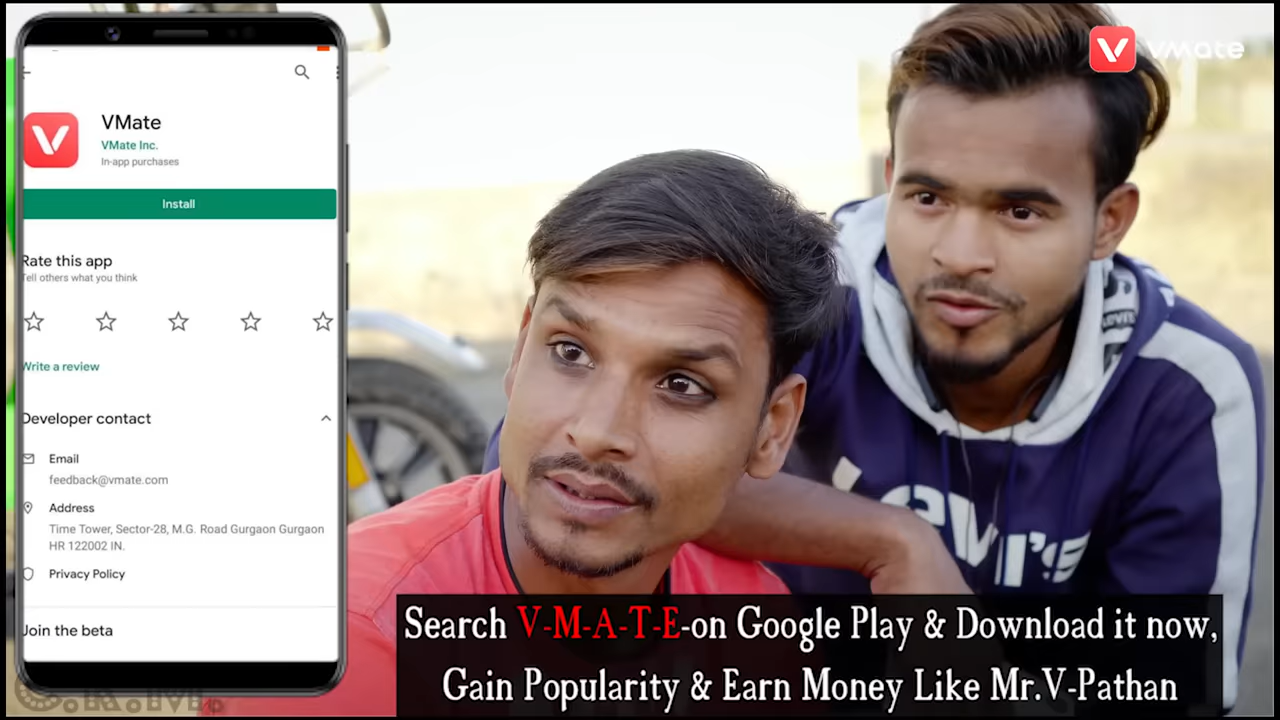 VMate
VMate
VMate Inc.
In-app purchases
Install
Rate this app
Tell others what you think
Write a review
Developer contact
Email
feedback@vmate.com
Address
Time Tower, Sector-28, M.G. Road Gurgaon Gurgaon
HR 122002 IN.
Privacy Policy
Join the beta
Levi's
Search V-M-A-T-E-on Google Play & Download it now,
Gain Popularity & Earn Money Like Mr.V-Pathan